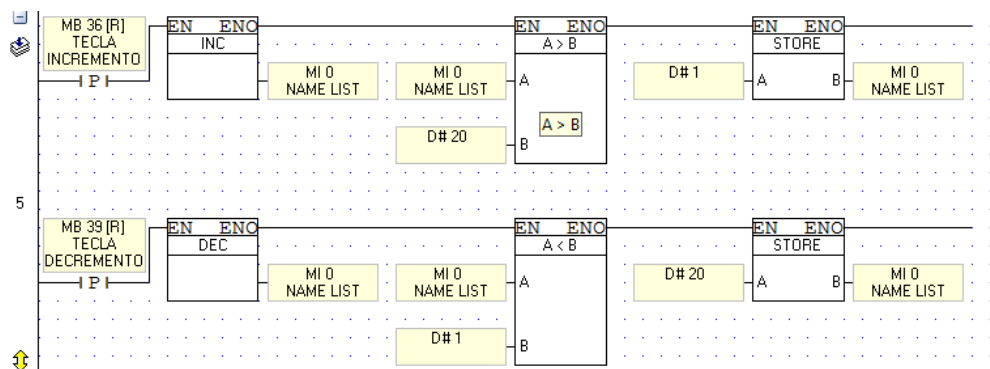 MB 36 [R]
TECLA
INCREMENTO
P
EN ENO
INC
MI 0
NAME LIST
MI 0
NAME LIST
D# 20
EN ENO
A > B
A
A > B
B
D# 1
EN ENO
STORE
A B
MI 0
NAME LIST
5
MB 39 [R]
TECLA
DECREMENTO
P
EN ENO
DEC
MI 0
NAME LIST
MI 0
NAME LIST
D# 1
EN ENO
A < B
A
B
D# 20
EN ENO
STORE
A B
MI 0
NAME LIST